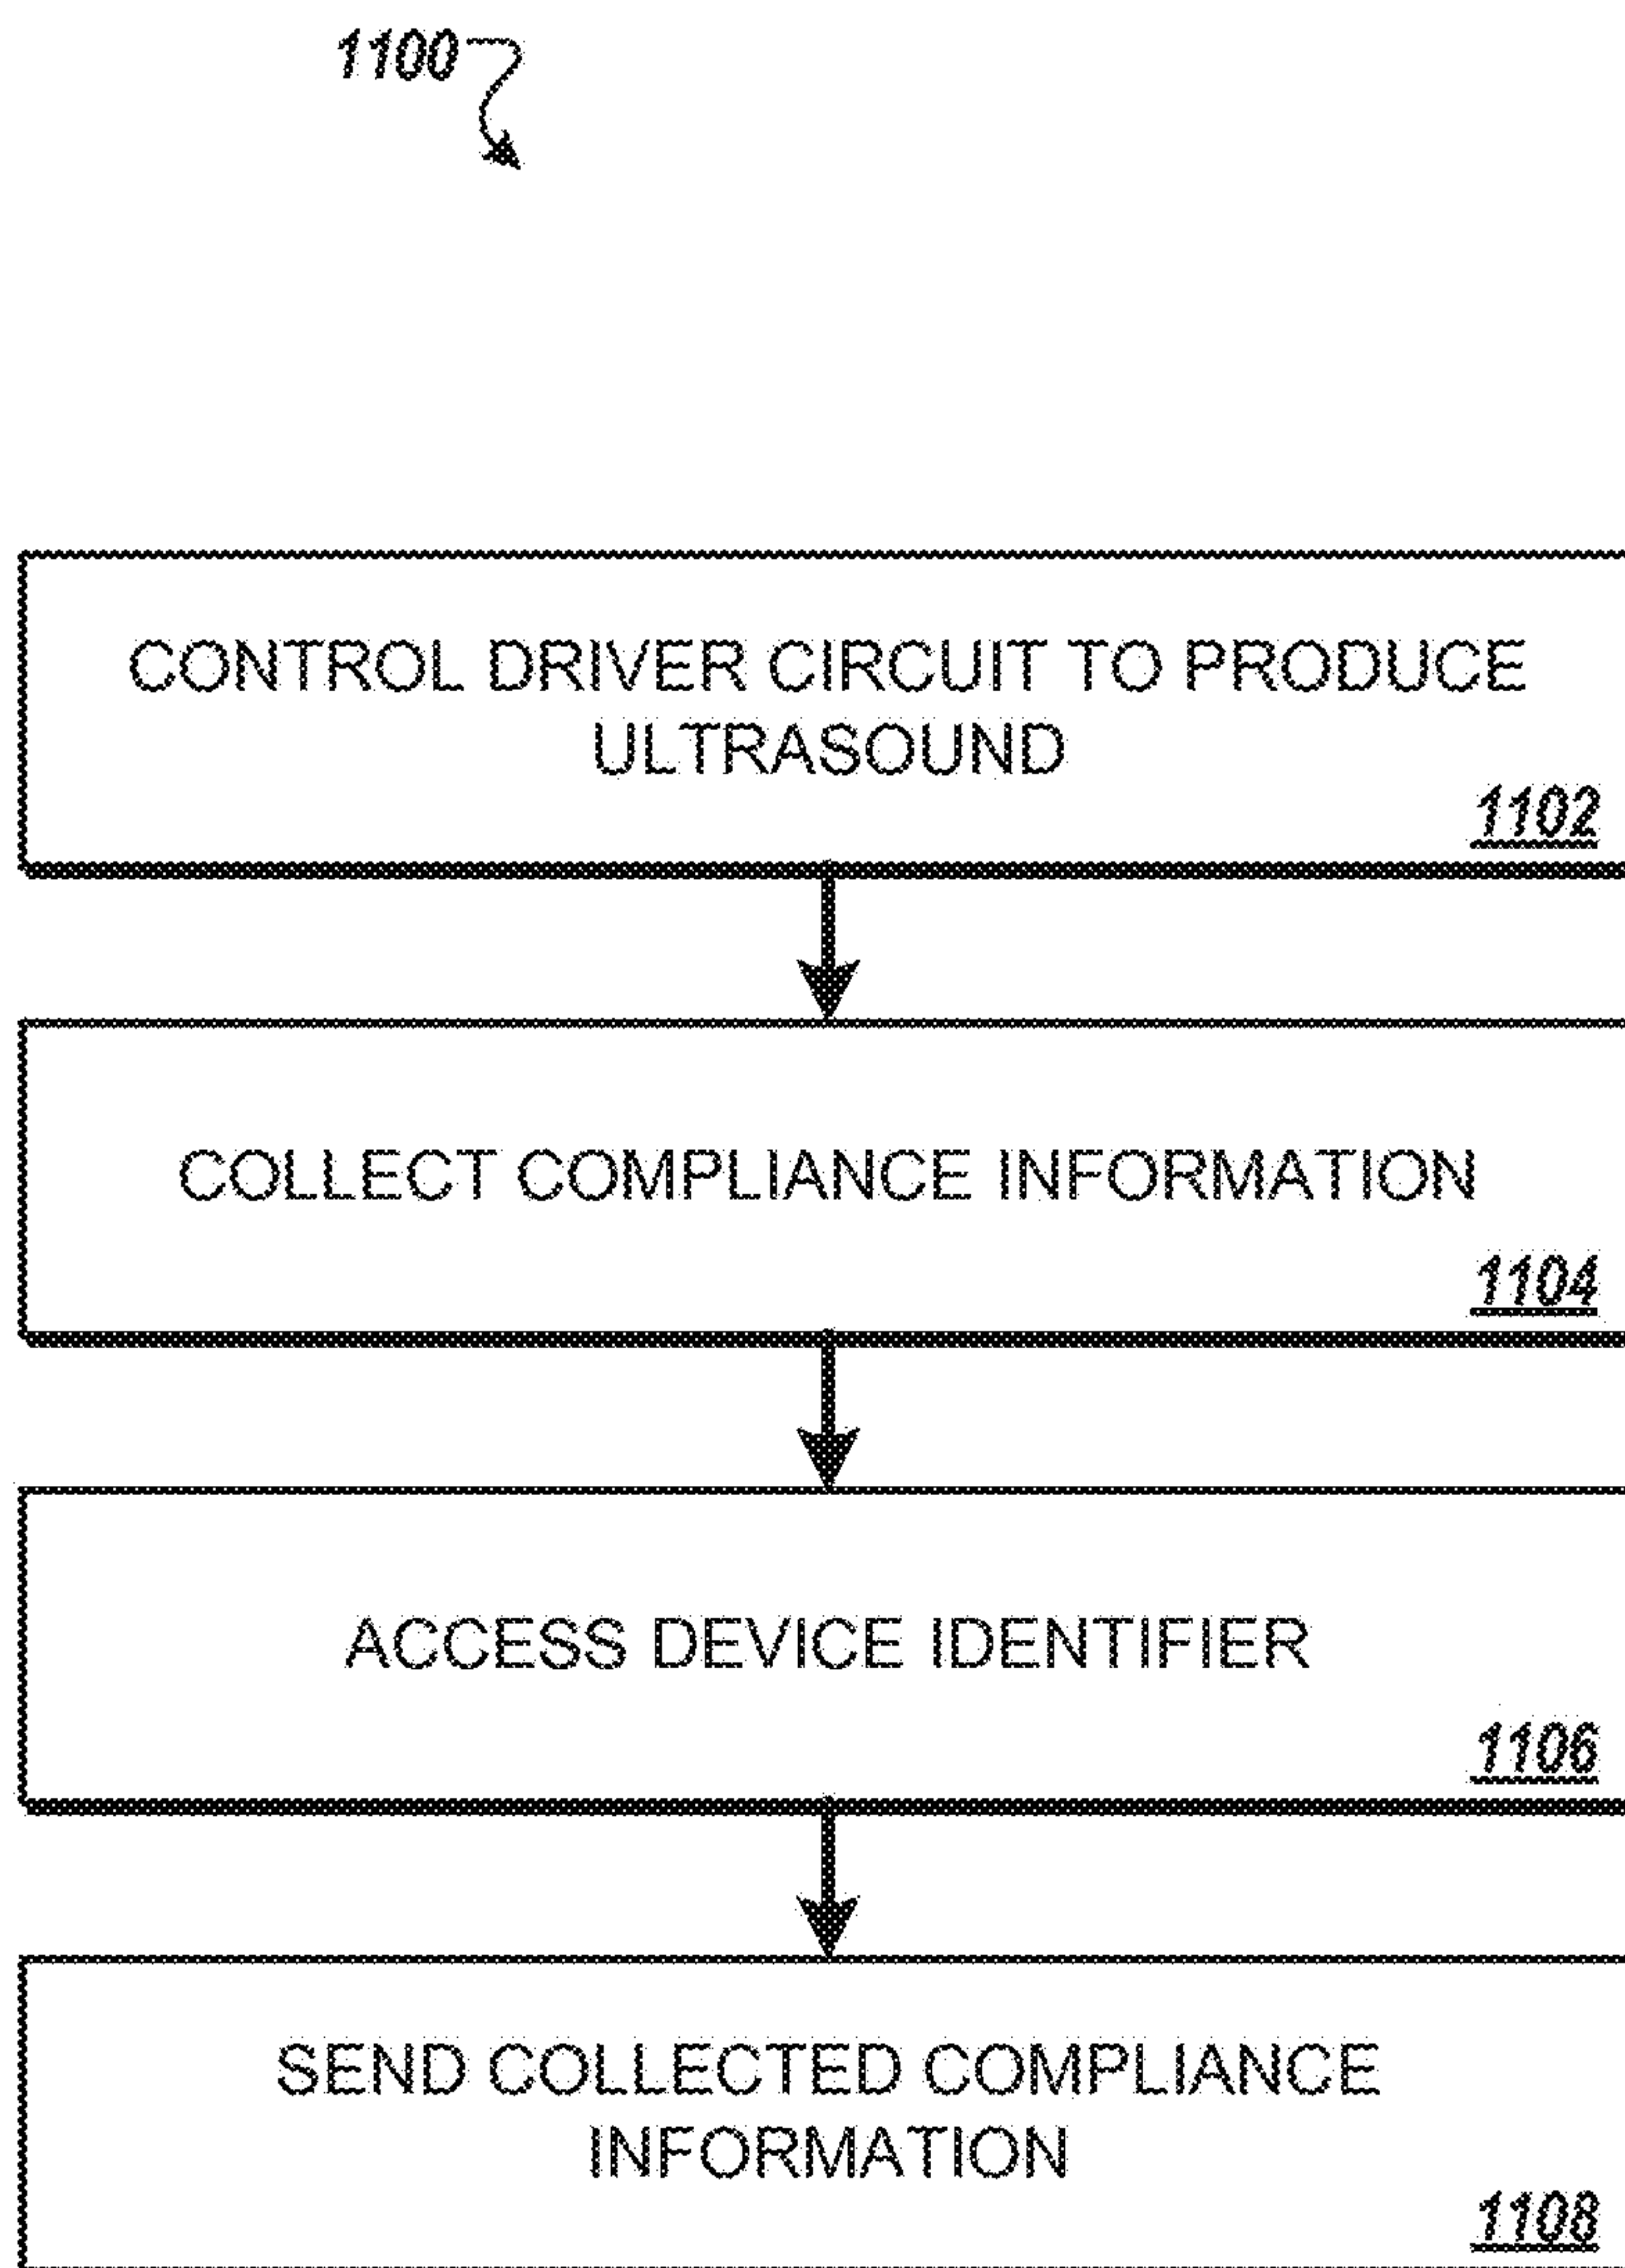 1100
CONTROL DRIVER CIRCUIT TO PRODUCE
ULTRASOUND
1102
COLLECT COMPLIANCE INFORMATION
1104
ACCESS DEVICE IDENTIFIER
1106
SEND COLLECTED COMPLIANCE
INFORMATION
1108